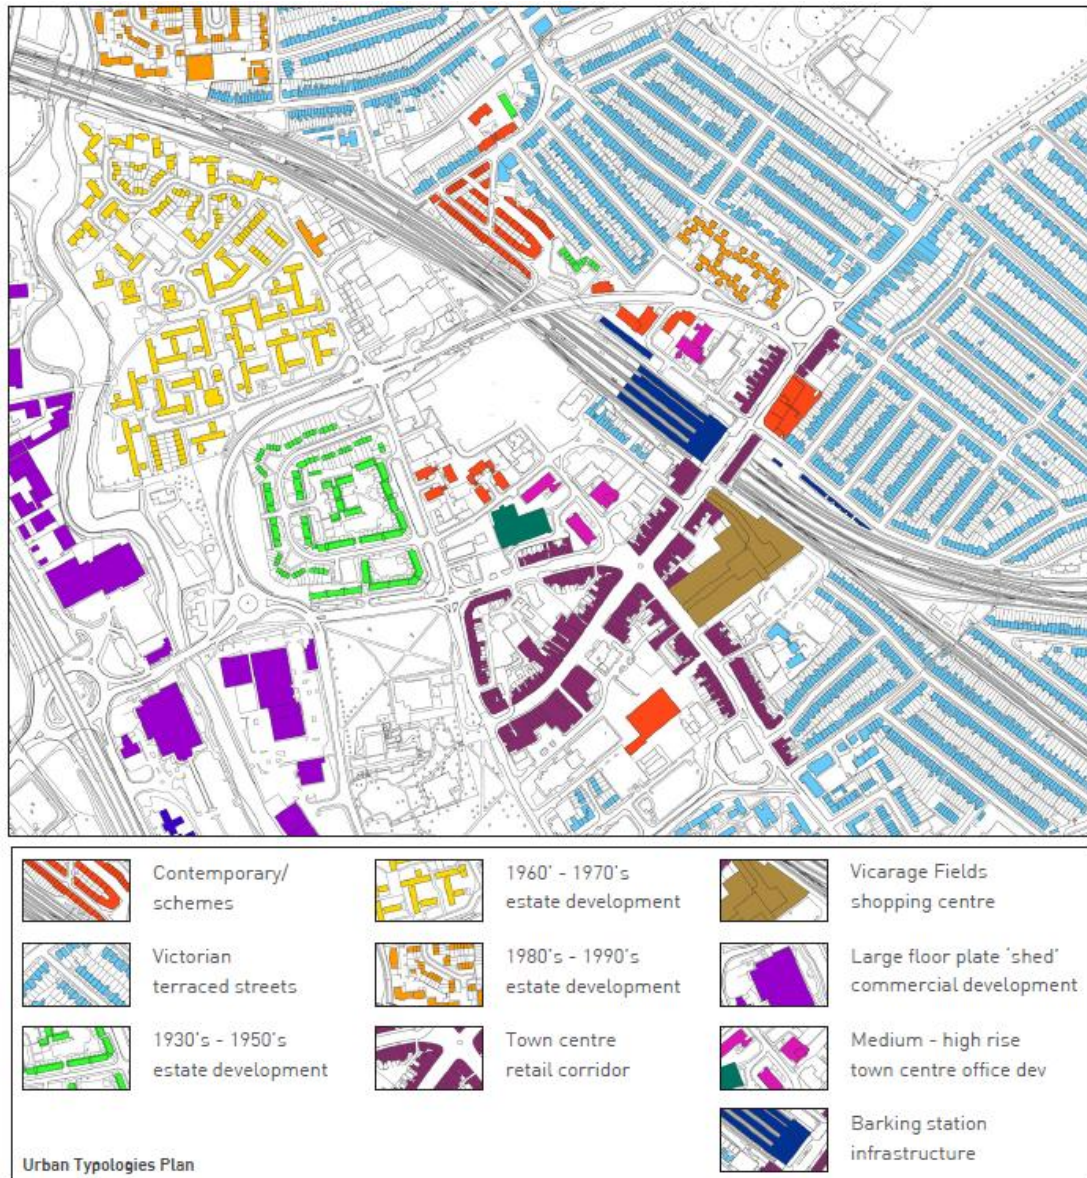 Contemporary/
schemes
Victorian
terraced streets
1930's - 1950's
estate development
1960' - 1970's
estate development
1980's - 1990's
estate development
Town centre
retail corridor
Vicarage Fields
shopping centre
Large floor plate 'shed'
commercial development
Medium - high rise
town centre office dev
Barking station
infrastructure
Urban Typologies Plan